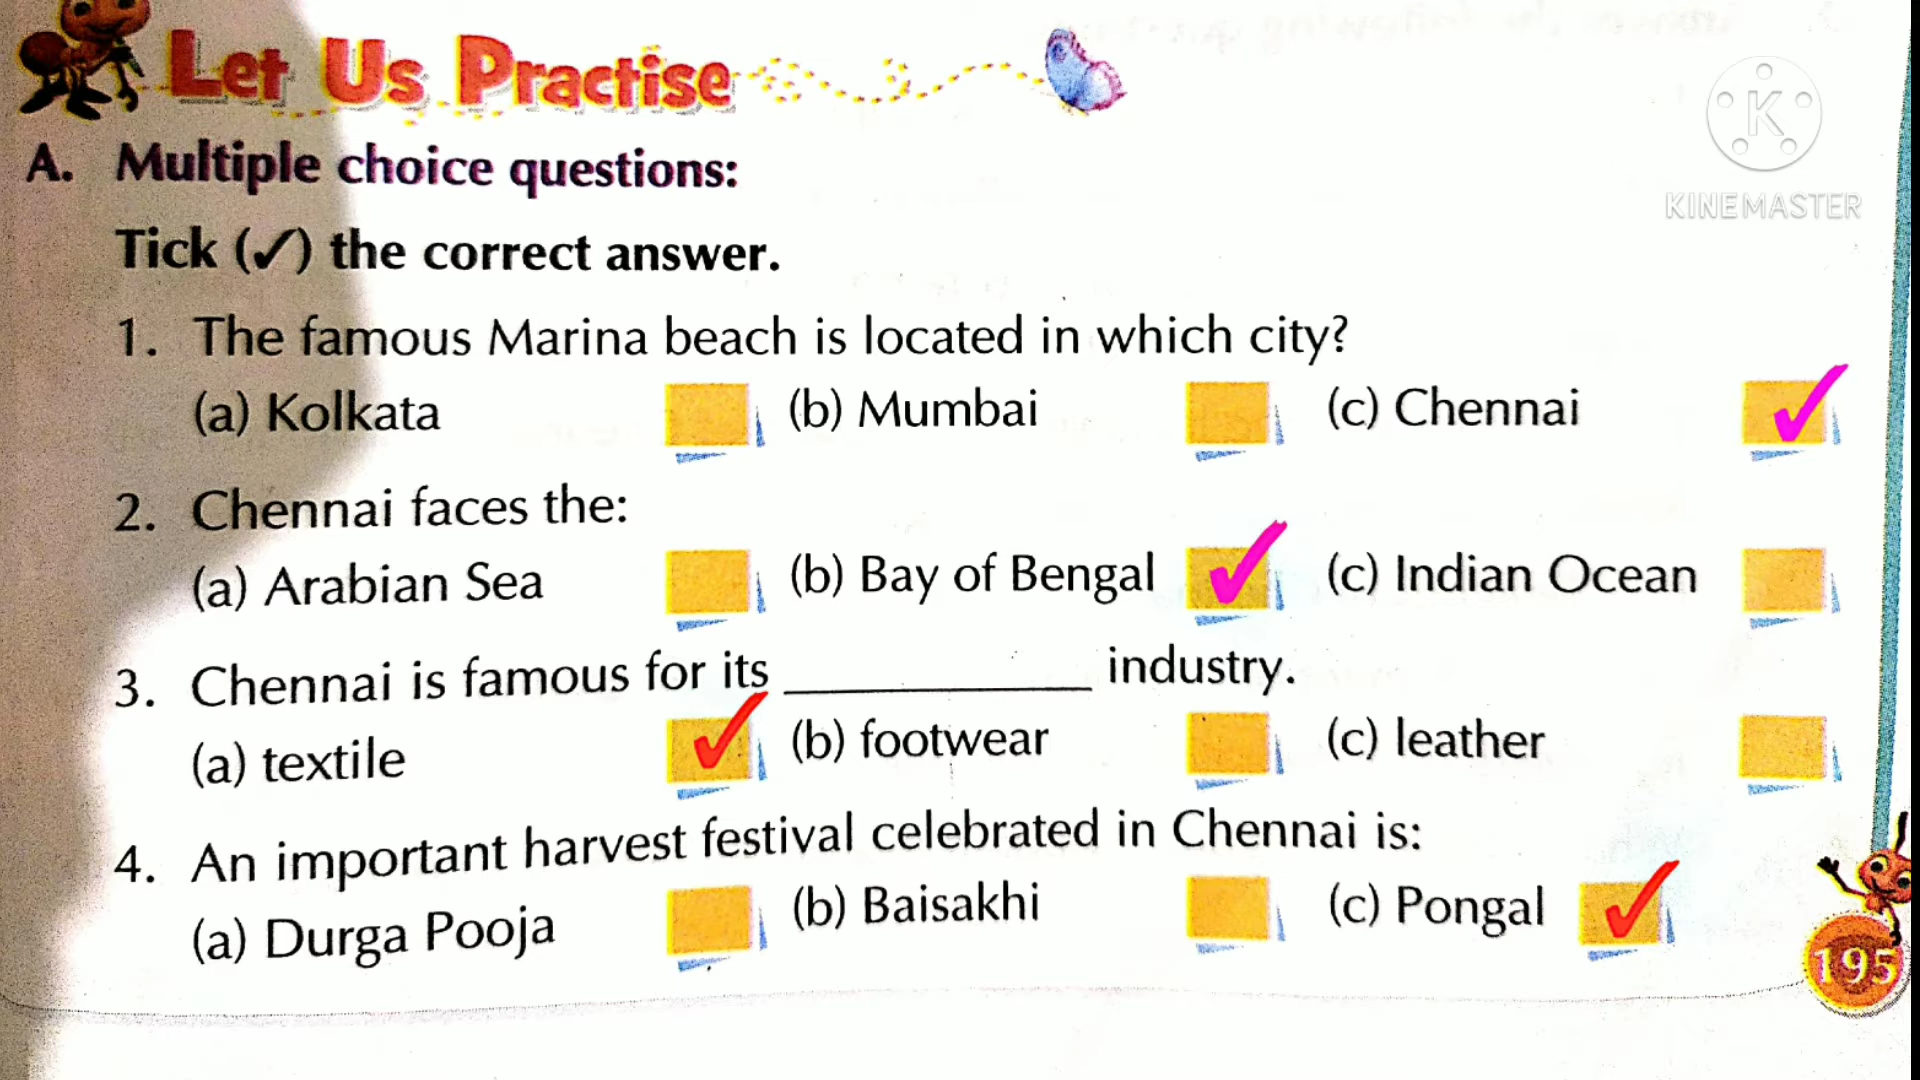 Let Us Practise
K
KINEMASTER
A. Multiple choice questions:
Tick (✓) the correct answer.
1. The famous Marina beach is located in which city?
(a) Kolkata (b) Mumbai (c) Chennai ✓
2. Chennai faces the:
(a) Arabian Sea (b) Bay of Bengal ✓ (c) Indian Ocean
3. Chennai is famous for its ____________ industry.
(a) textile ✓ (b) footwear (c) leather
4. An important harvest festival celebrated in Chennai is:
(a) Durga Pooja (b) Baisakhi (c) Pongal ✓
195